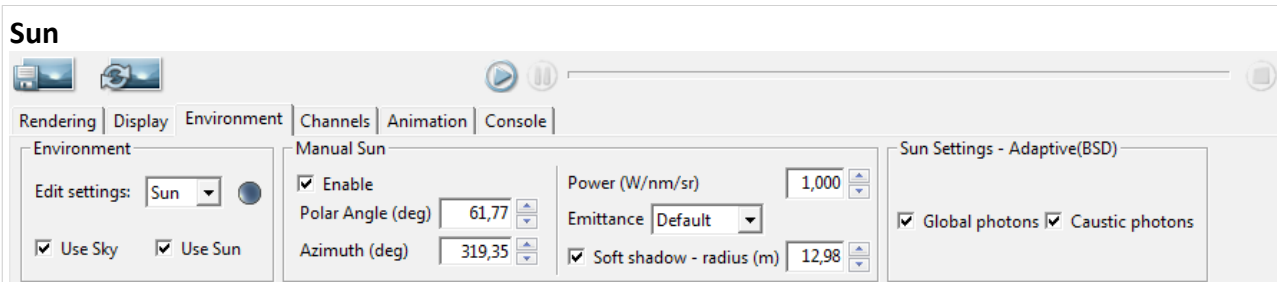 Sun
Rendering Display Environment Channels Animation Console
Environment
Edit settings: Sun
Use Sky Use Sun
Manual Sun
Enable
Polar Angle (deg) 61,77
Azimuth (deg) 319,35
Power (W/nm/sr) 1,000
Emittance Default
Soft shadow - radius (m) 12,98
Sun Settings - Adaptive(BSD)
Global photons Caustic photons